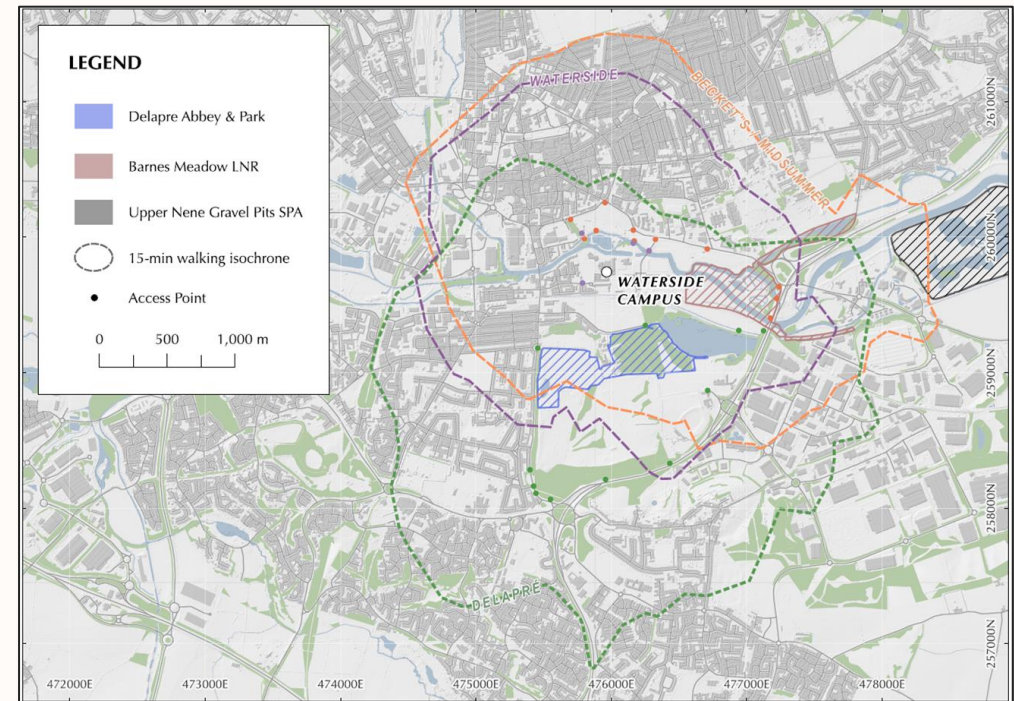 LEGEND
Delapre Abbey & Park
Barnes Meadow LNR
Upper Nene Gravel Pits SPA
15-min walking isochrone
Access Point
0 500 1,000 m
WATERSIDE
BECKET'S / MIDSUMMER
WATERSIDE
CAMPUS
DELAPRÉ
261000N
260000N
259000N
258000N
257000N
472000E 473000E 474000E 475000E 476000E 477000E 478000E